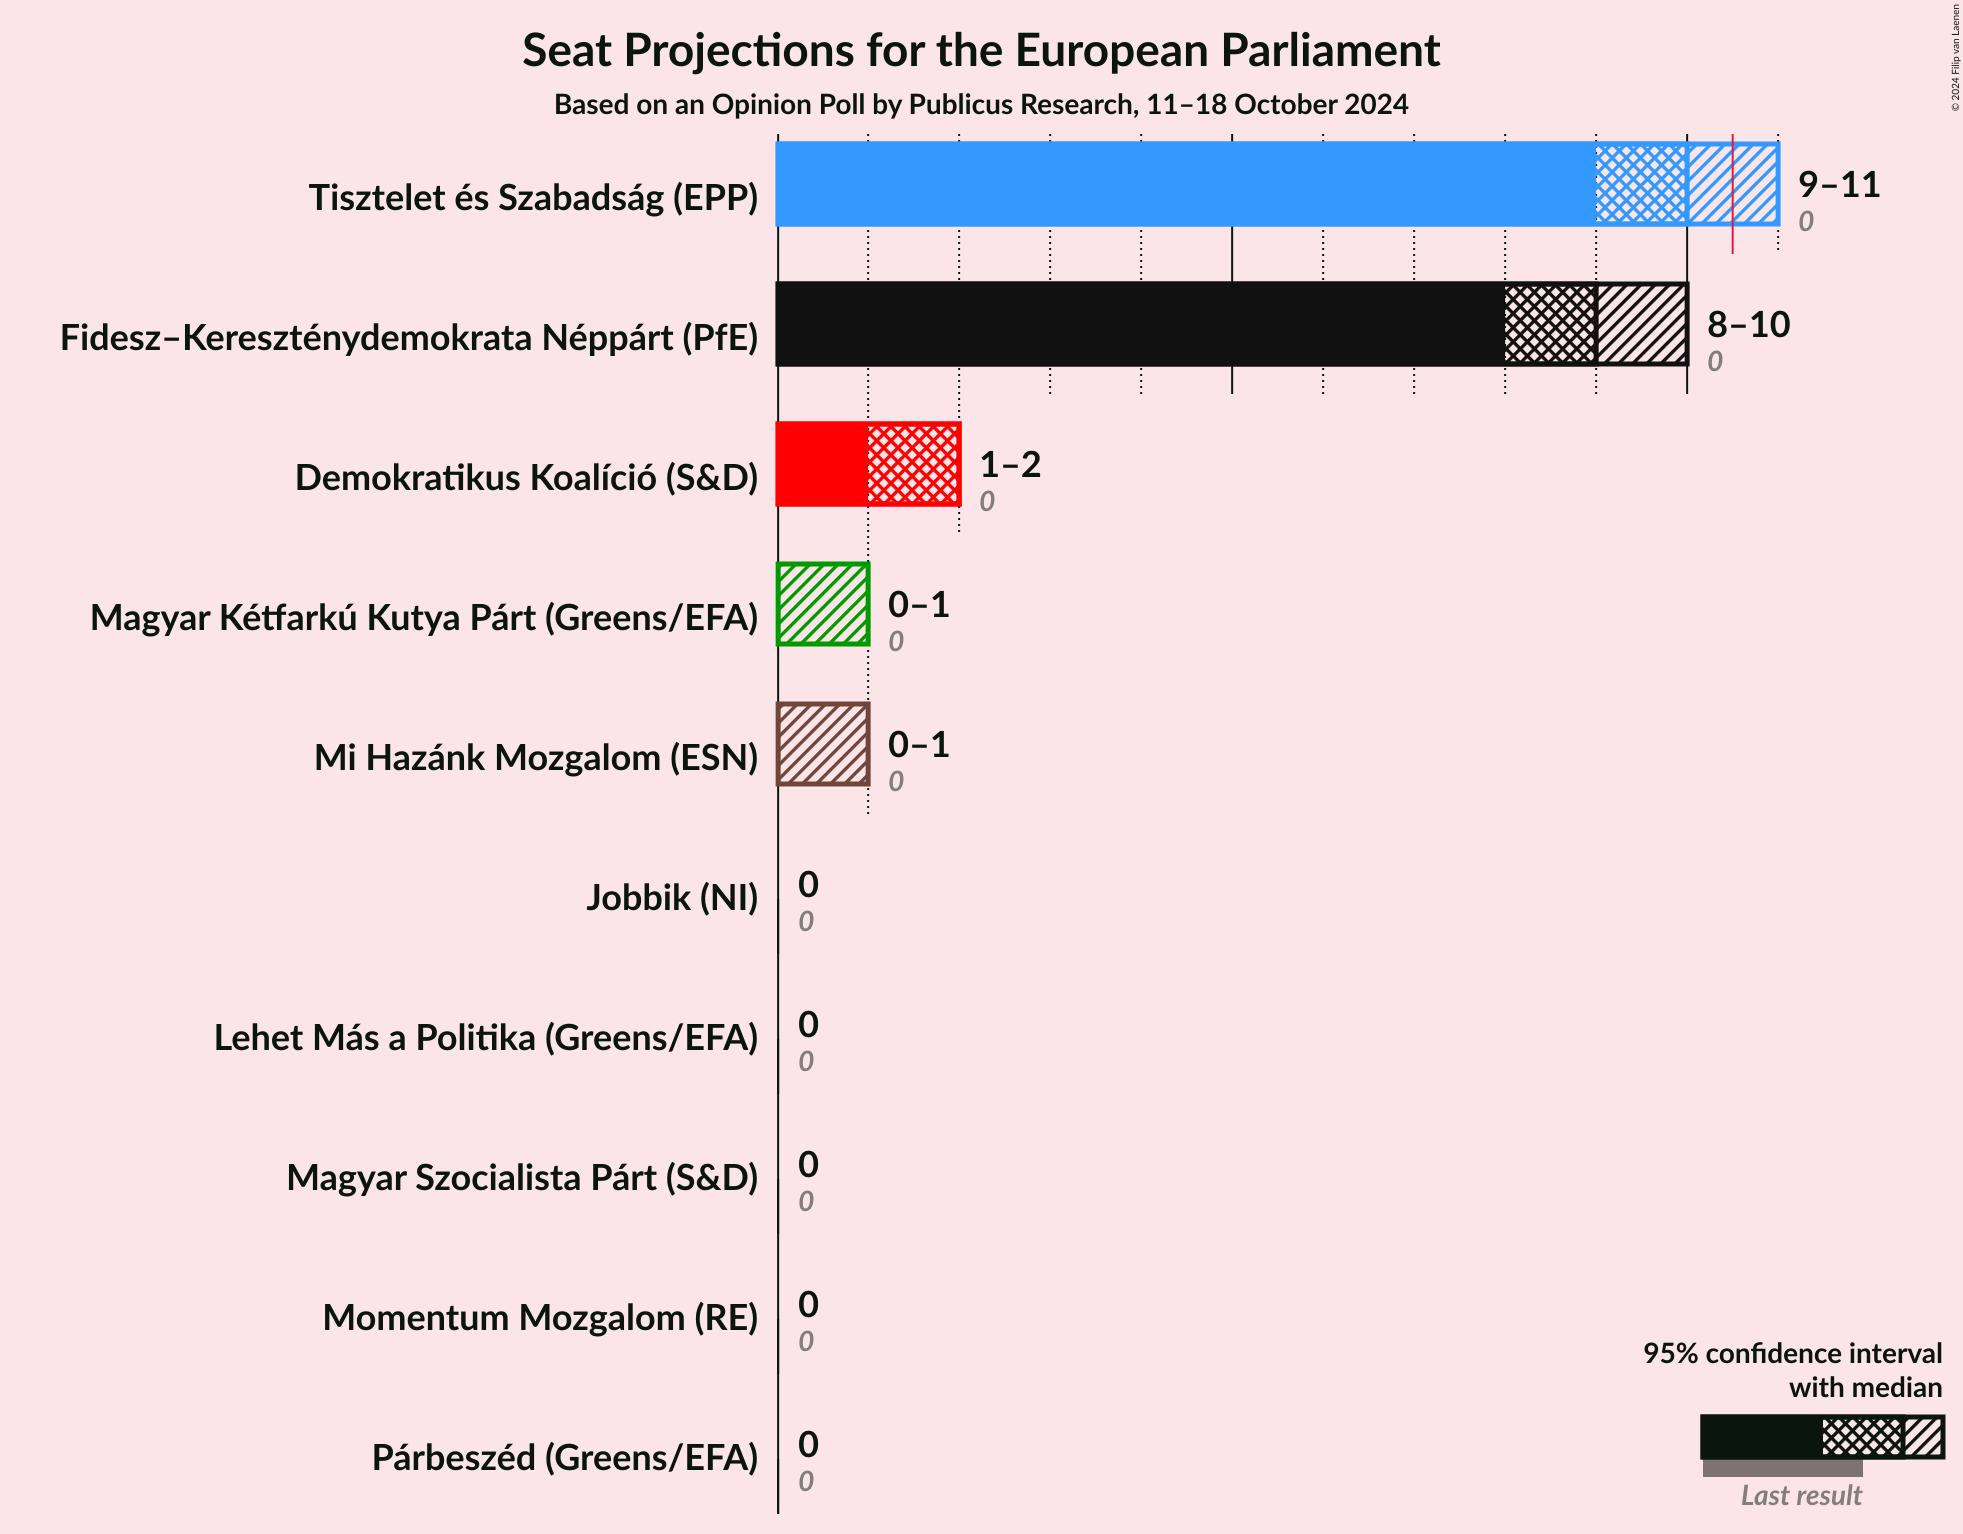 Seat Projections for the European Parliament
Based on an Opinion Poll by Publicus Research, 11–18 October 2024
© 2024 Filip van Laenen
Tisztelet és Szabadság (EPP)
9–11
0
Fidesz–Kereszténydemokrata Néppárt (PfE)
8–10
0
Demokratikus Koalíció (S&D)
1–2
0
Magyar Kétfarkú Kutya Párt (Greens/EFA)
0–1
0
Mi Hazánk Mozgalom (ESN)
0–1
0
Jobbik (NI)
0
0
Lehet Más a Politika (Greens/EFA)
0
0
Magyar Szocialista Párt (S&D)
0
0
Momentum Mozgalom (RE)
0
0
Párbeszéd (Greens/EFA)
0
0
95% confidence interval
with median
Last result